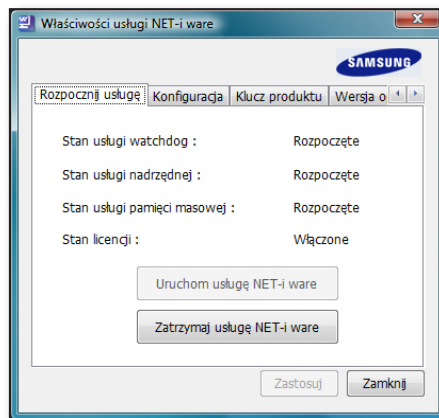 Właściwości usługi NET-i ware
SAMSUNG
Rozpocznij usługę Konfiguracja Klucz produktu Wersja o
Stan usługi watchdog : Rozpoczęte
Stan usługi nadrzędnej : Rozpoczęte
Stan usługi pamięci masowej : Rozpoczęte
Stan licencji : Włączone
Uruchom usługę NET-i ware
Zatrzymaj usługę NET-i ware
Zastosuj Zamknij